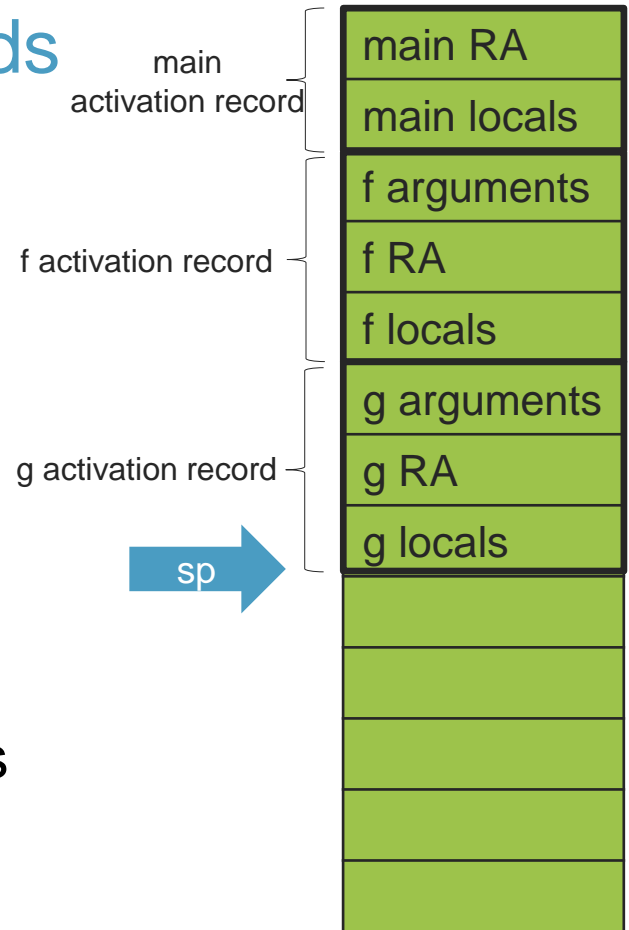 ds
main
activation record
main RA
main locals
f arguments
f activation record
f RA
f locals
g arguments
g activation record
g RA
g locals
sp
s